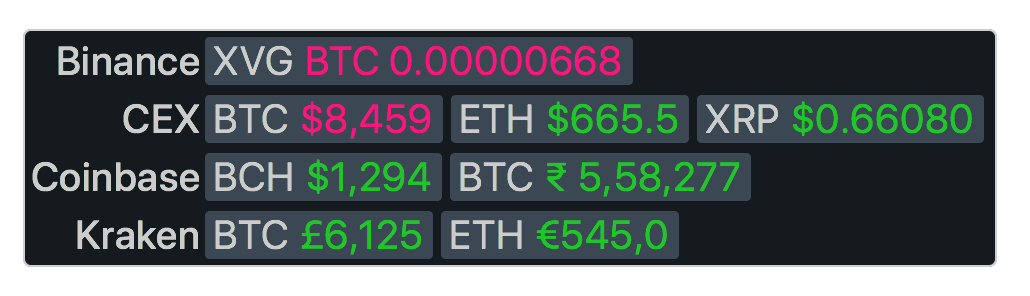 Binance XVG BTC 0.00000668
CEX BTC $8,459 ETH $665.5 XRP $0.66080
Coinbase BCH $1,294 BTC ₹ 5,58,277
Kraken BTC £6,125 ETH €545,0